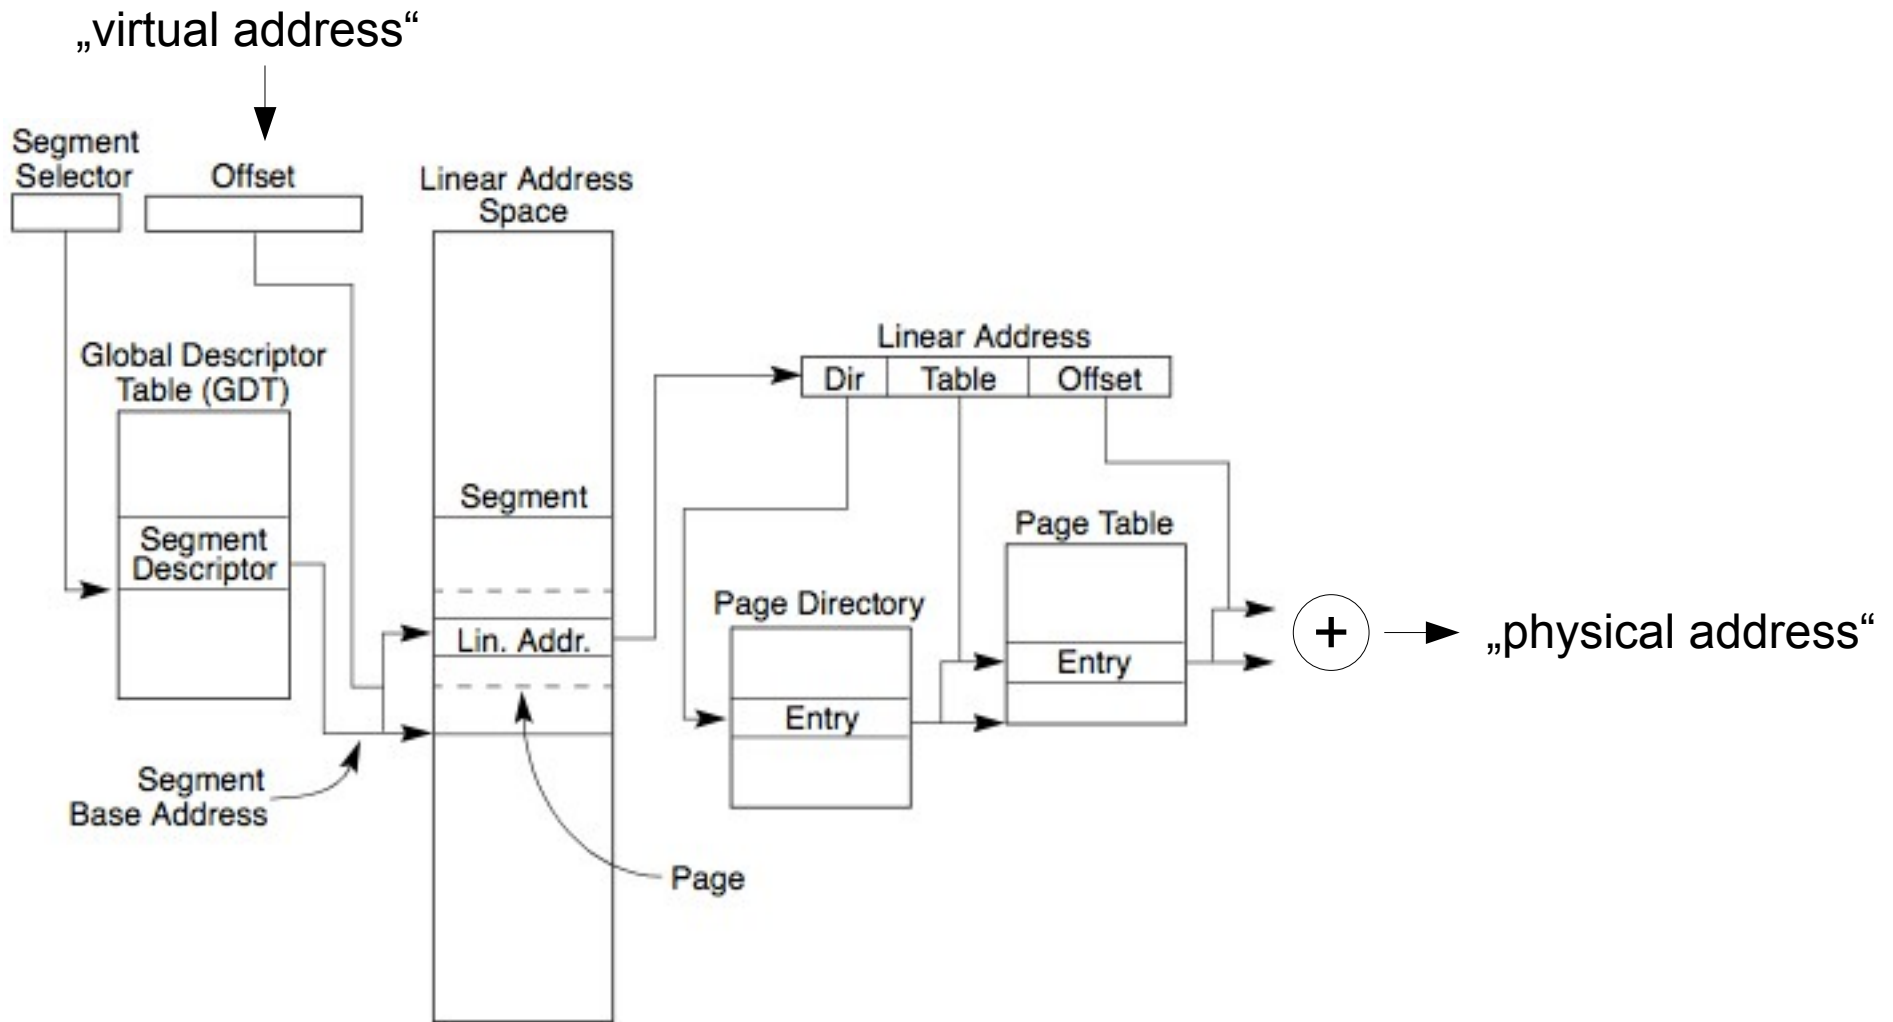 „virtual address“
Segment
Selector
Offset
Linear Address
Space
Global Descriptor
Table (GDT)
Segment
Descriptor
Segment
Base Address
Segment
Lin. Addr.
Page
Linear Address
Dir
Table
Offset
Page Directory
Entry
Page Table
Entry
+
„physical address“